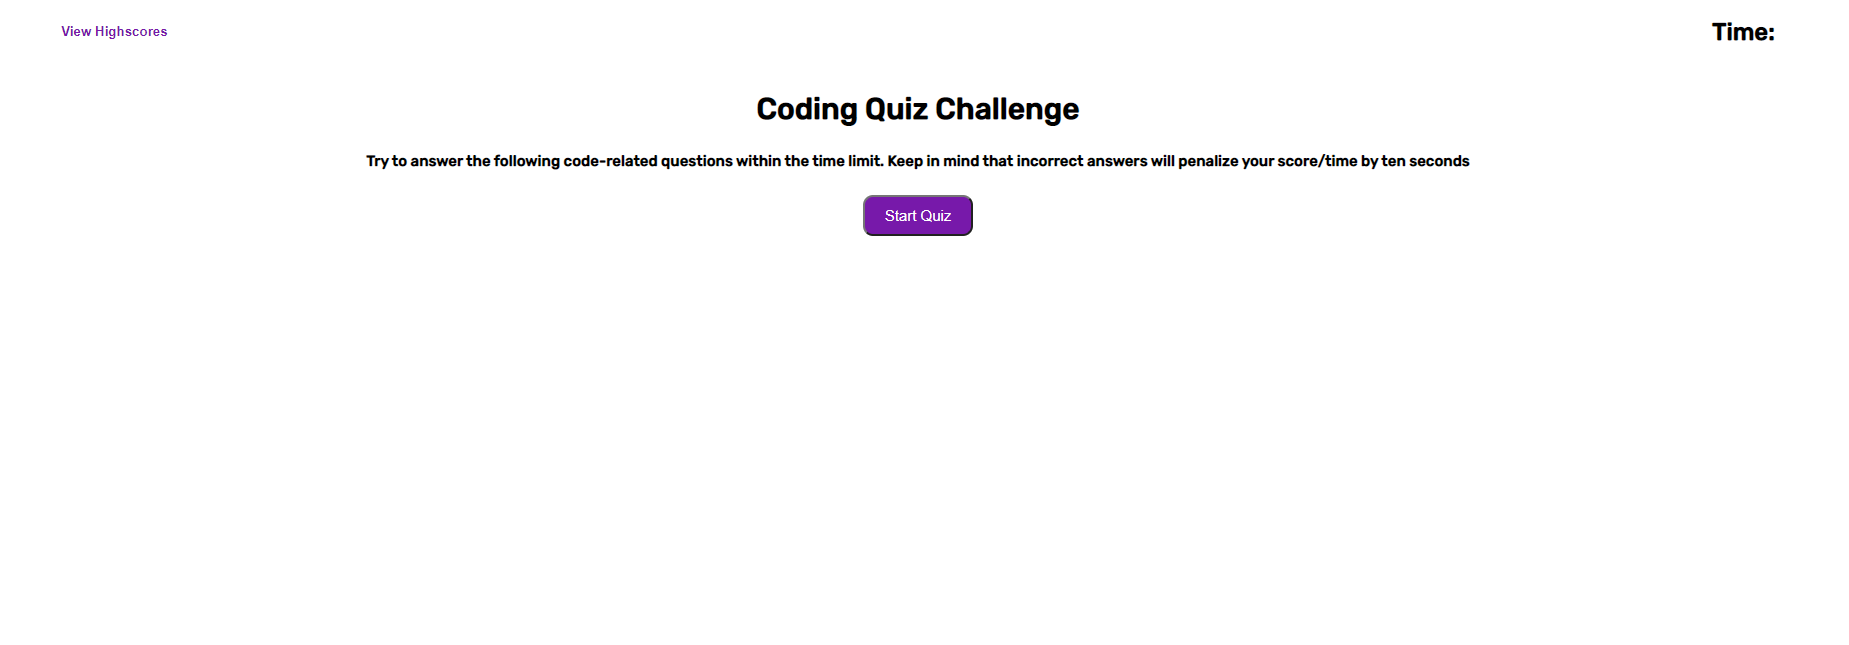 View Highscores
Time:
Coding Quiz Challenge
Try to answer the following code-related questions within the time limit. Keep in mind that incorrect answers will penalize your score/time by ten seconds
Start Quiz